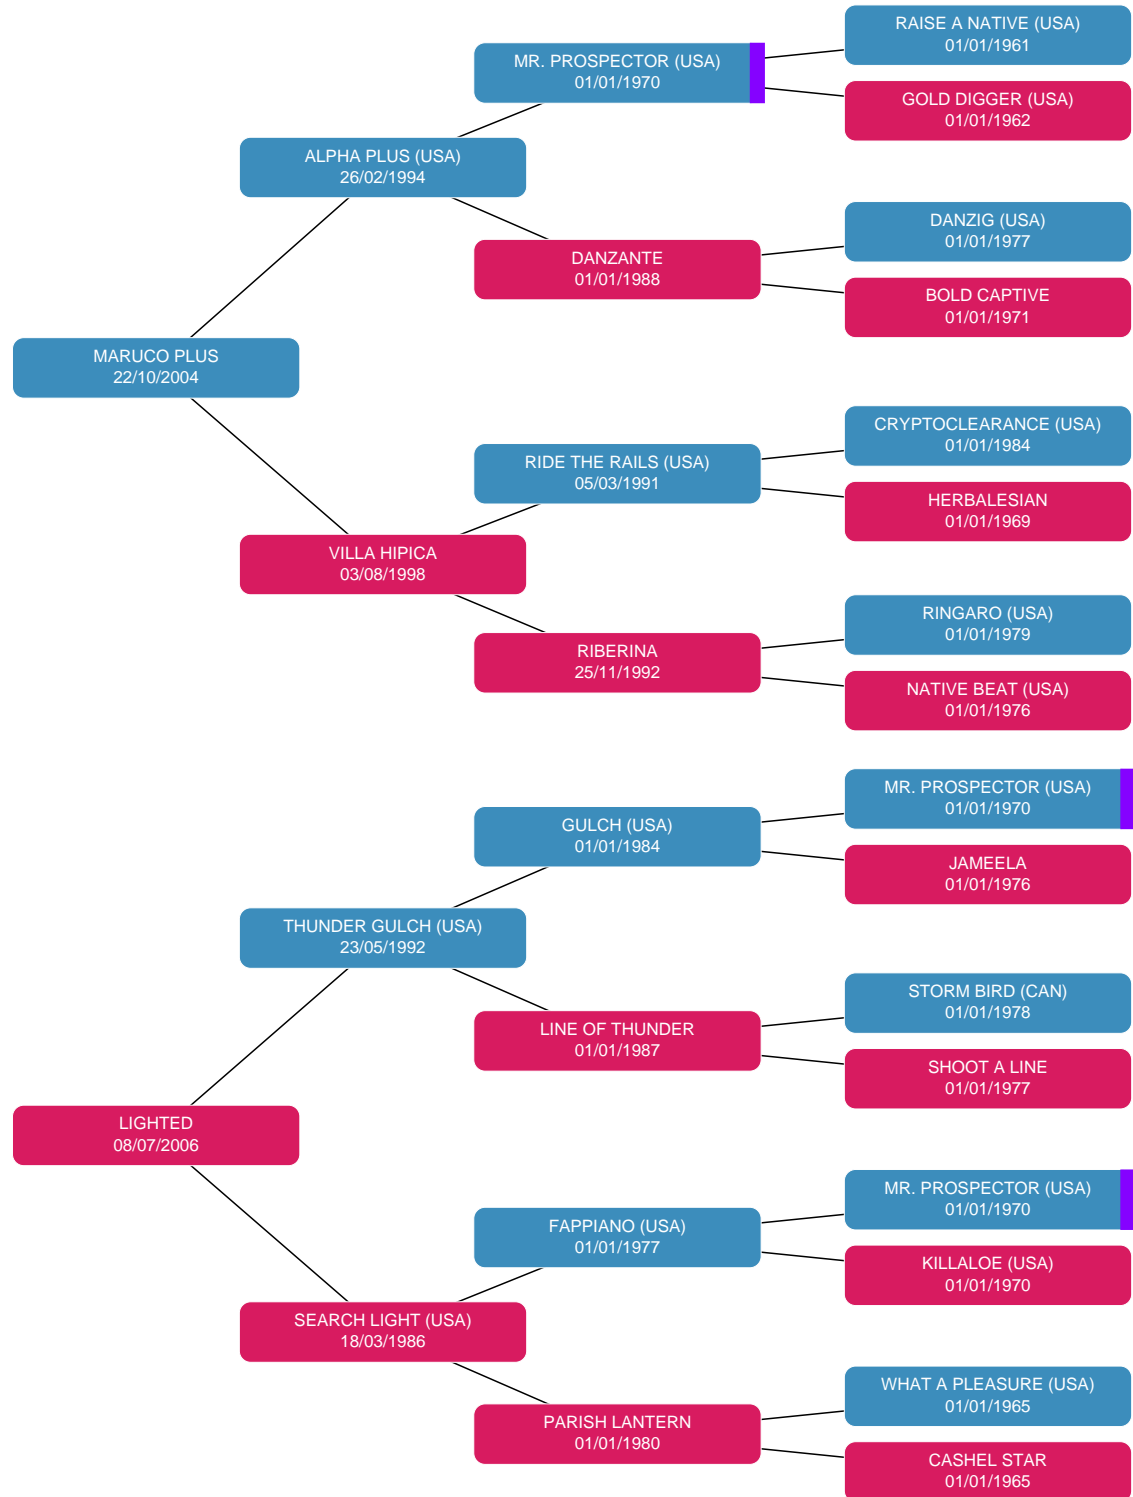 RAISE A NATIVE (USA)
01/01/1961
MR. PROSPECTOR (USA)
01/01/1970
GOLD DIGGER (USA)
01/01/1962
ALPHA PLUS (USA)
26/02/1994
DANZIG (USA)
01/01/1977
DANZANTE
01/01/1988
BOLD CAPTIVE
01/01/1971
MARUCO PLUS
22/10/2004
CRYPTOCLEARANCE (USA)
01/01/1984
RIDE THE RAILS (USA)
05/03/1991
HERBALESIAN
01/01/1969
VILLA HIPICA
03/08/1998
RINGARO (USA)
01/01/1979
RIBERINA
25/11/1992
NATIVE BEAT (USA)
01/01/1976
MR. PROSPECTOR (USA)
01/01/1970
GULCH (USA)
01/01/1984
JAMEELA
01/01/1976
THUNDER GULCH (USA)
23/05/1992
STORM BIRD (CAN)
01/01/1978
LINE OF THUNDER
01/01/1987
SHOOT A LINE
01/01/1977
LIGHTED
08/07/2006
MR. PROSPECTOR (USA)
01/01/1970
FAPPIANO (USA)
01/01/1977
KILLALOE (USA)
01/01/1970
SEARCH LIGHT (USA)
18/03/1986
WHAT A PLEASURE (USA)
01/01/1965
PARISH LANTERN
01/01/1980
CASHEL STAR
01/01/1965